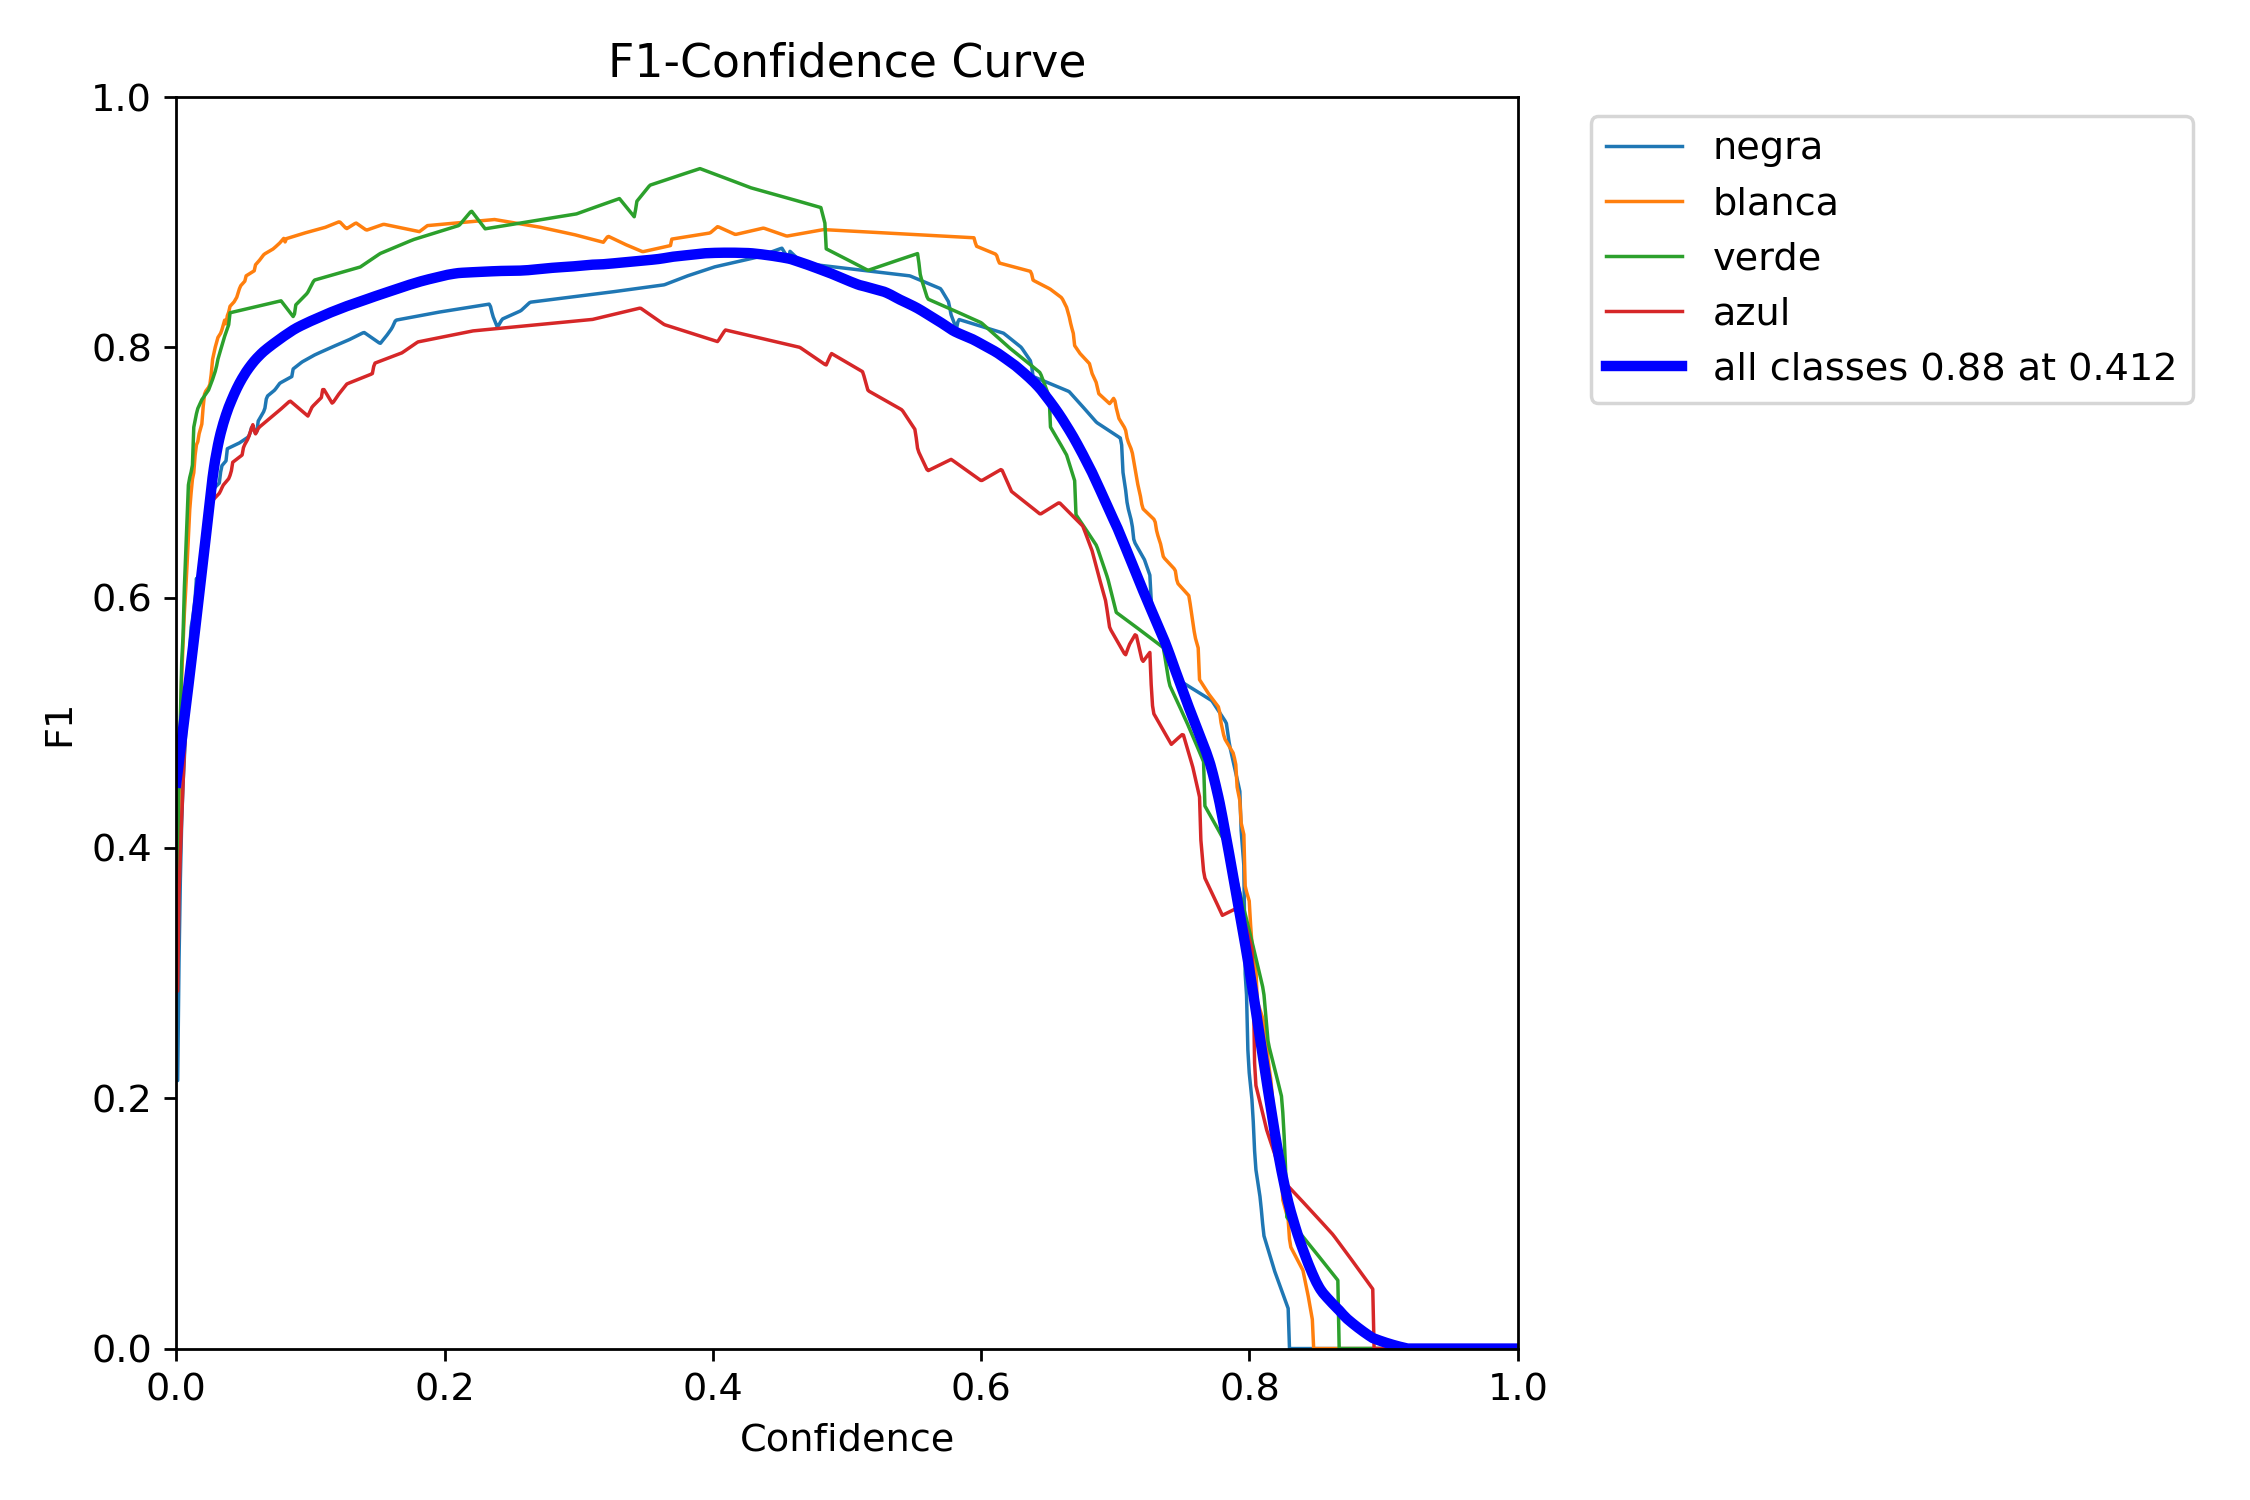 F1-Confidence Curve
1.0
0.8
0.6
0.4
0.2
0.0
F1
0.0 0.2 0.4 0.6 0.8 1.0
Confidence
negra
blanca
verde
azul
all classes 0.88 at 0.412